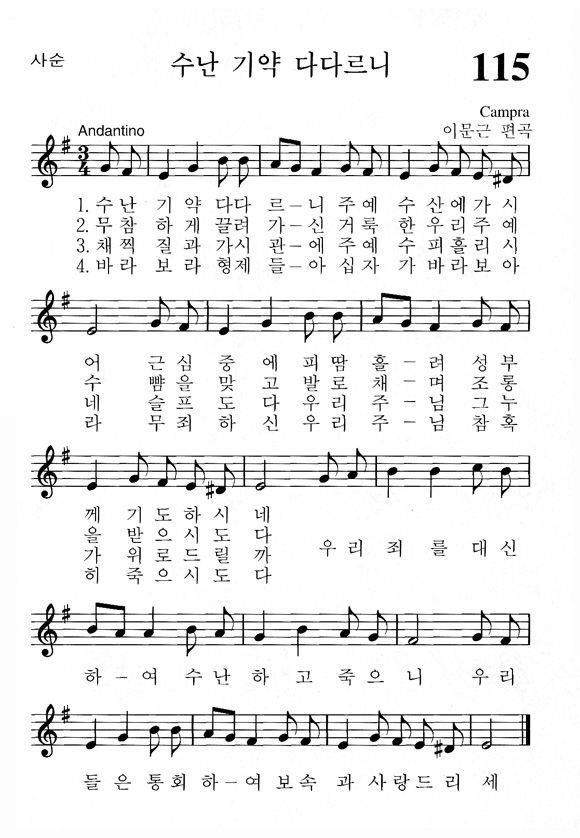 사순
수난 기약 다다르니
115
Campra
이문근 편곡
Andantino
3
4
1. 수난 기약 다다 르-니 주예 수 산에가 시
2. 무참 하게 끌려 가-신 거룩 한우리주예
3. 채찍 질과 가시 관-에 주예 수피흘리 시
4. 바라 보라 형제 들-아 십자 가바라보아
어 근심 중에 피땀 흘-려 성부
수 뺨을 맞고 발로 채-며 조롱
네 슬프도다 우리 주-님 그누
라 무죄 하신 우리 주-님 참혹
께 기도하시네
을 받으시도다
가 위로드릴까
히 죽으시도다
우리 죄를 대신
하-여 수난하고 죽으니 우리
들은 통회 하-여 보속 과 사랑드리 세